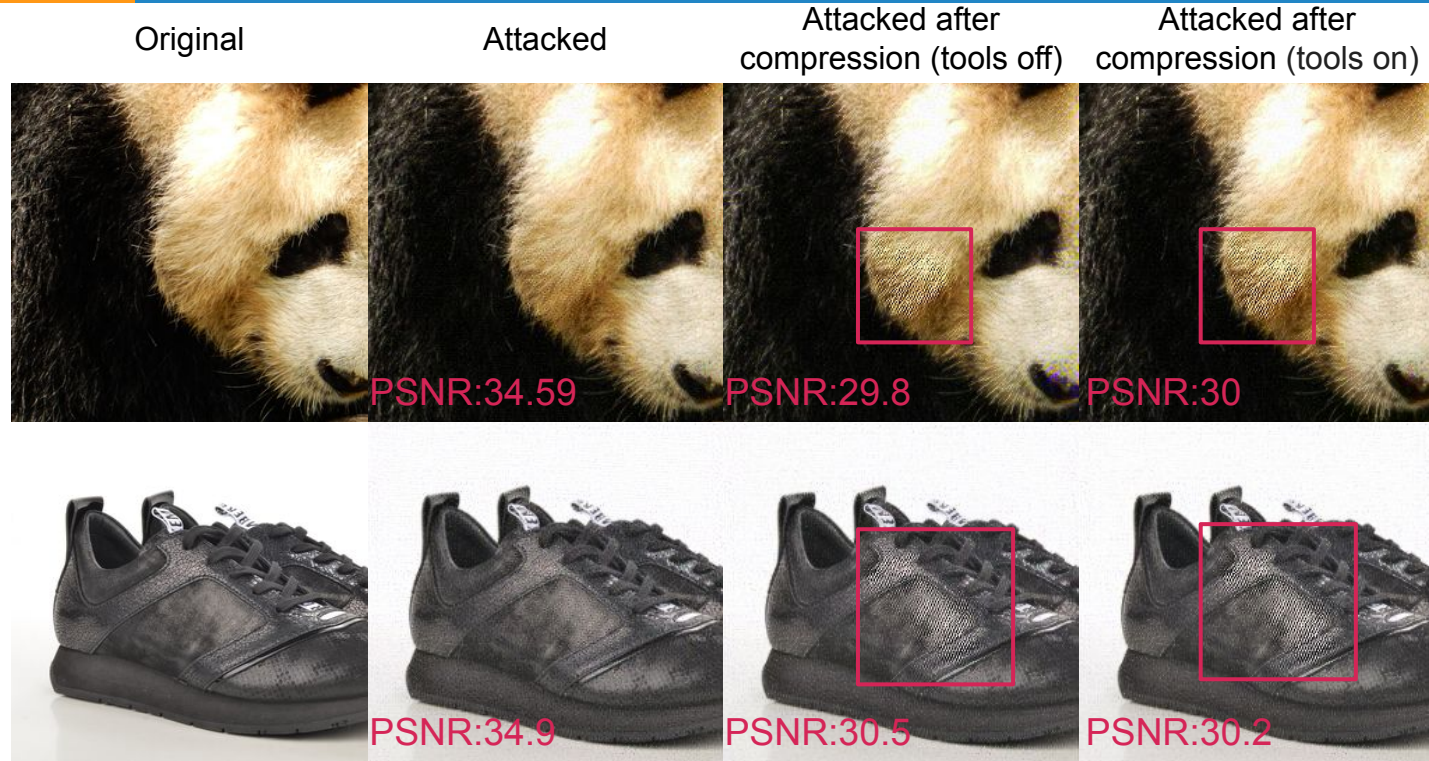 Original
Attacked
Attacked after
compression (tools off)
Attacked after
compression (tools on)
PSNR:34.59
PSNR:29.8
PSNR:30
PSNR:34.9
PSNR:30.5
PSNR:30.2